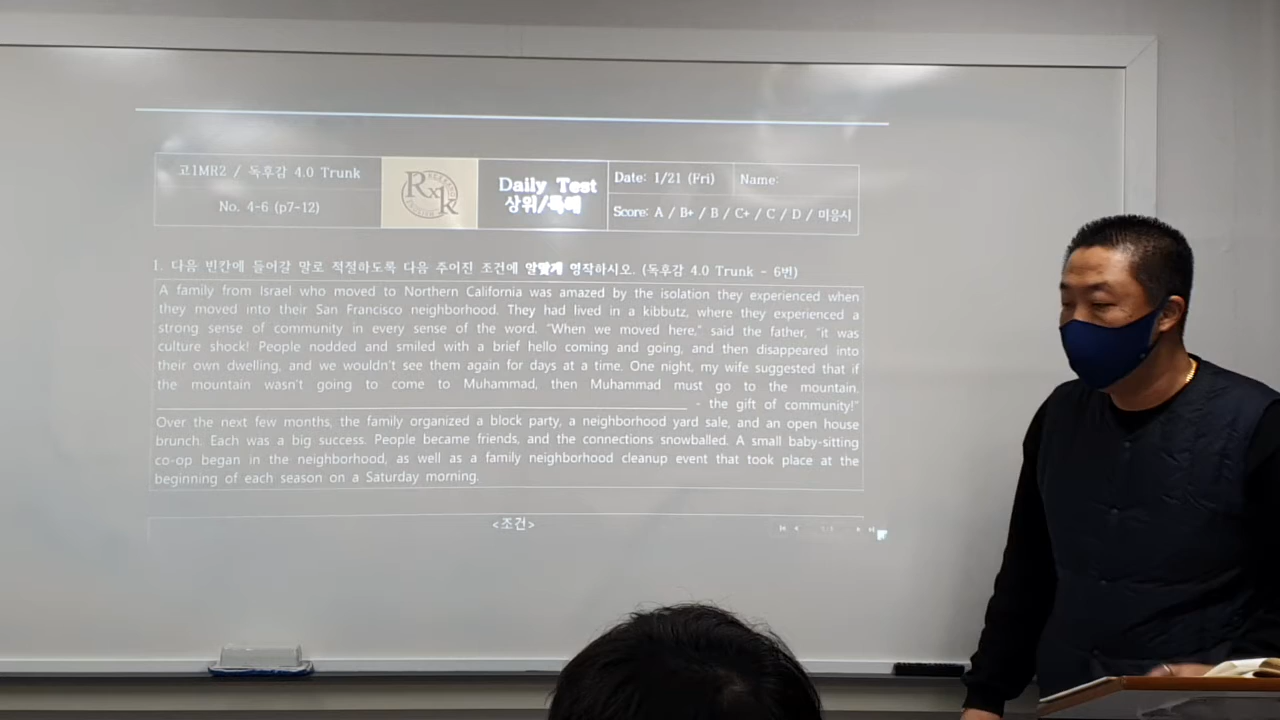 고1MR2 / 독후감 4.0 Trunk
No. 4-6 (p7-12)
RxK
Daily Test
상위/특예
Date: 1/21 (Fri)
Name:
Score: A / B+ / B / C+ / C / D / 미응시
1. 다음 빈칸에 들어갈 말로 적절하도록 다음 주어진 조건에 알맞게 영작하시오. (독후감 4.0 Trunk - 6번)
A family from Israel who moved to Northern California was amazed by the isolation they experienced when
they moved into their San Francisco neighborhood. They had lived in a kibbutz, where they experienced a
strong sense of community in every sense of the word. "When we moved here," said the father, "it was
culture shock! People nodded and smiled with a brief hello coming and going, and then disappeared into
their own dwelling, and we wouldn't see them again for days at a time. One night, my wife suggested that if
the mountain wasn't going to come to Muhammad, then Muhammad must go to the mountain.
- the gift of community!"
Over the next few months, the family organized a block party, a neighborhood yard sale, and an open house
brunch. Each was a big success. People became friends, and the connections snowballed. A small baby-sitting
co-op began in the neighborhood, as well as a family neighborhood cleanup event that took place at the
beginning of each season on a Saturday morning.
<조건>